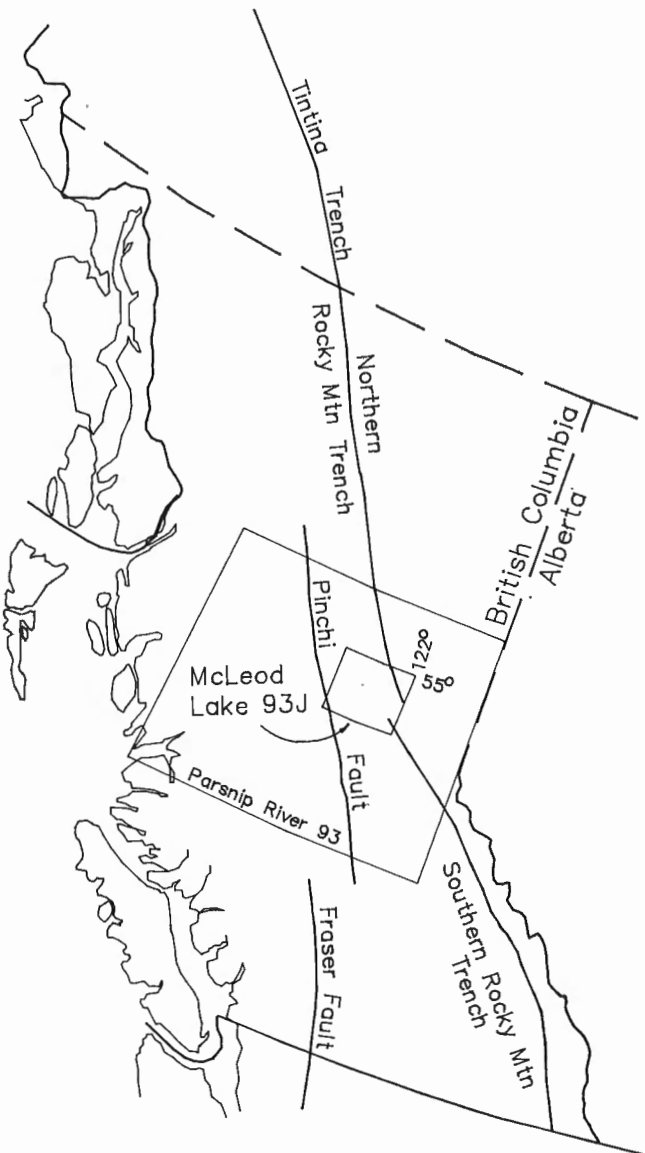 Tintina Trench
Northern
Rocky Mtn Trench
British Columbia
Alberta
Pinchi Fault
122°
55°
McLeod
Lake 93J
Parsnip River 93
Southern Rocky Mtn
Trench
Fraser Fault